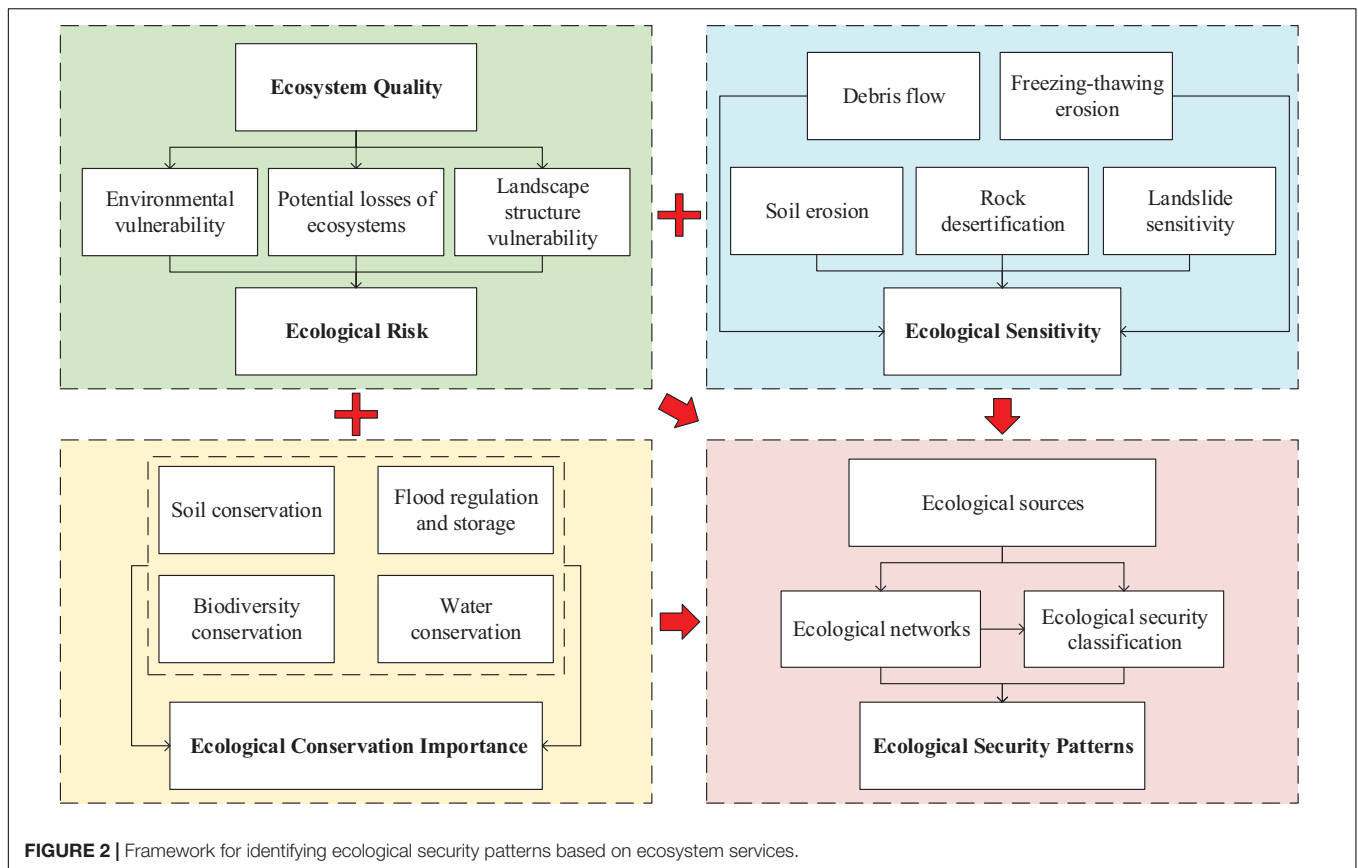 Ecosystem Quality
Environmental
vulnerability
Potential losses of
ecosystems
Landscape
structure
vulnerability
Ecological Risk
Debris flow
Freezing-thawing
erosion
Soil erosion
Rock
desertification
Landslide
sensitivity
Ecological Sensitivity
Soil conservation
Flood regulation
and storage
Biodiversity
conservation
Water
conservation
Ecological Conservation Importance
Ecological sources
Ecological networks
Ecological security
classification
Ecological Security Patterns
FIGURE 2 | Framework for identifying ecological security patterns based on ecosystem services.